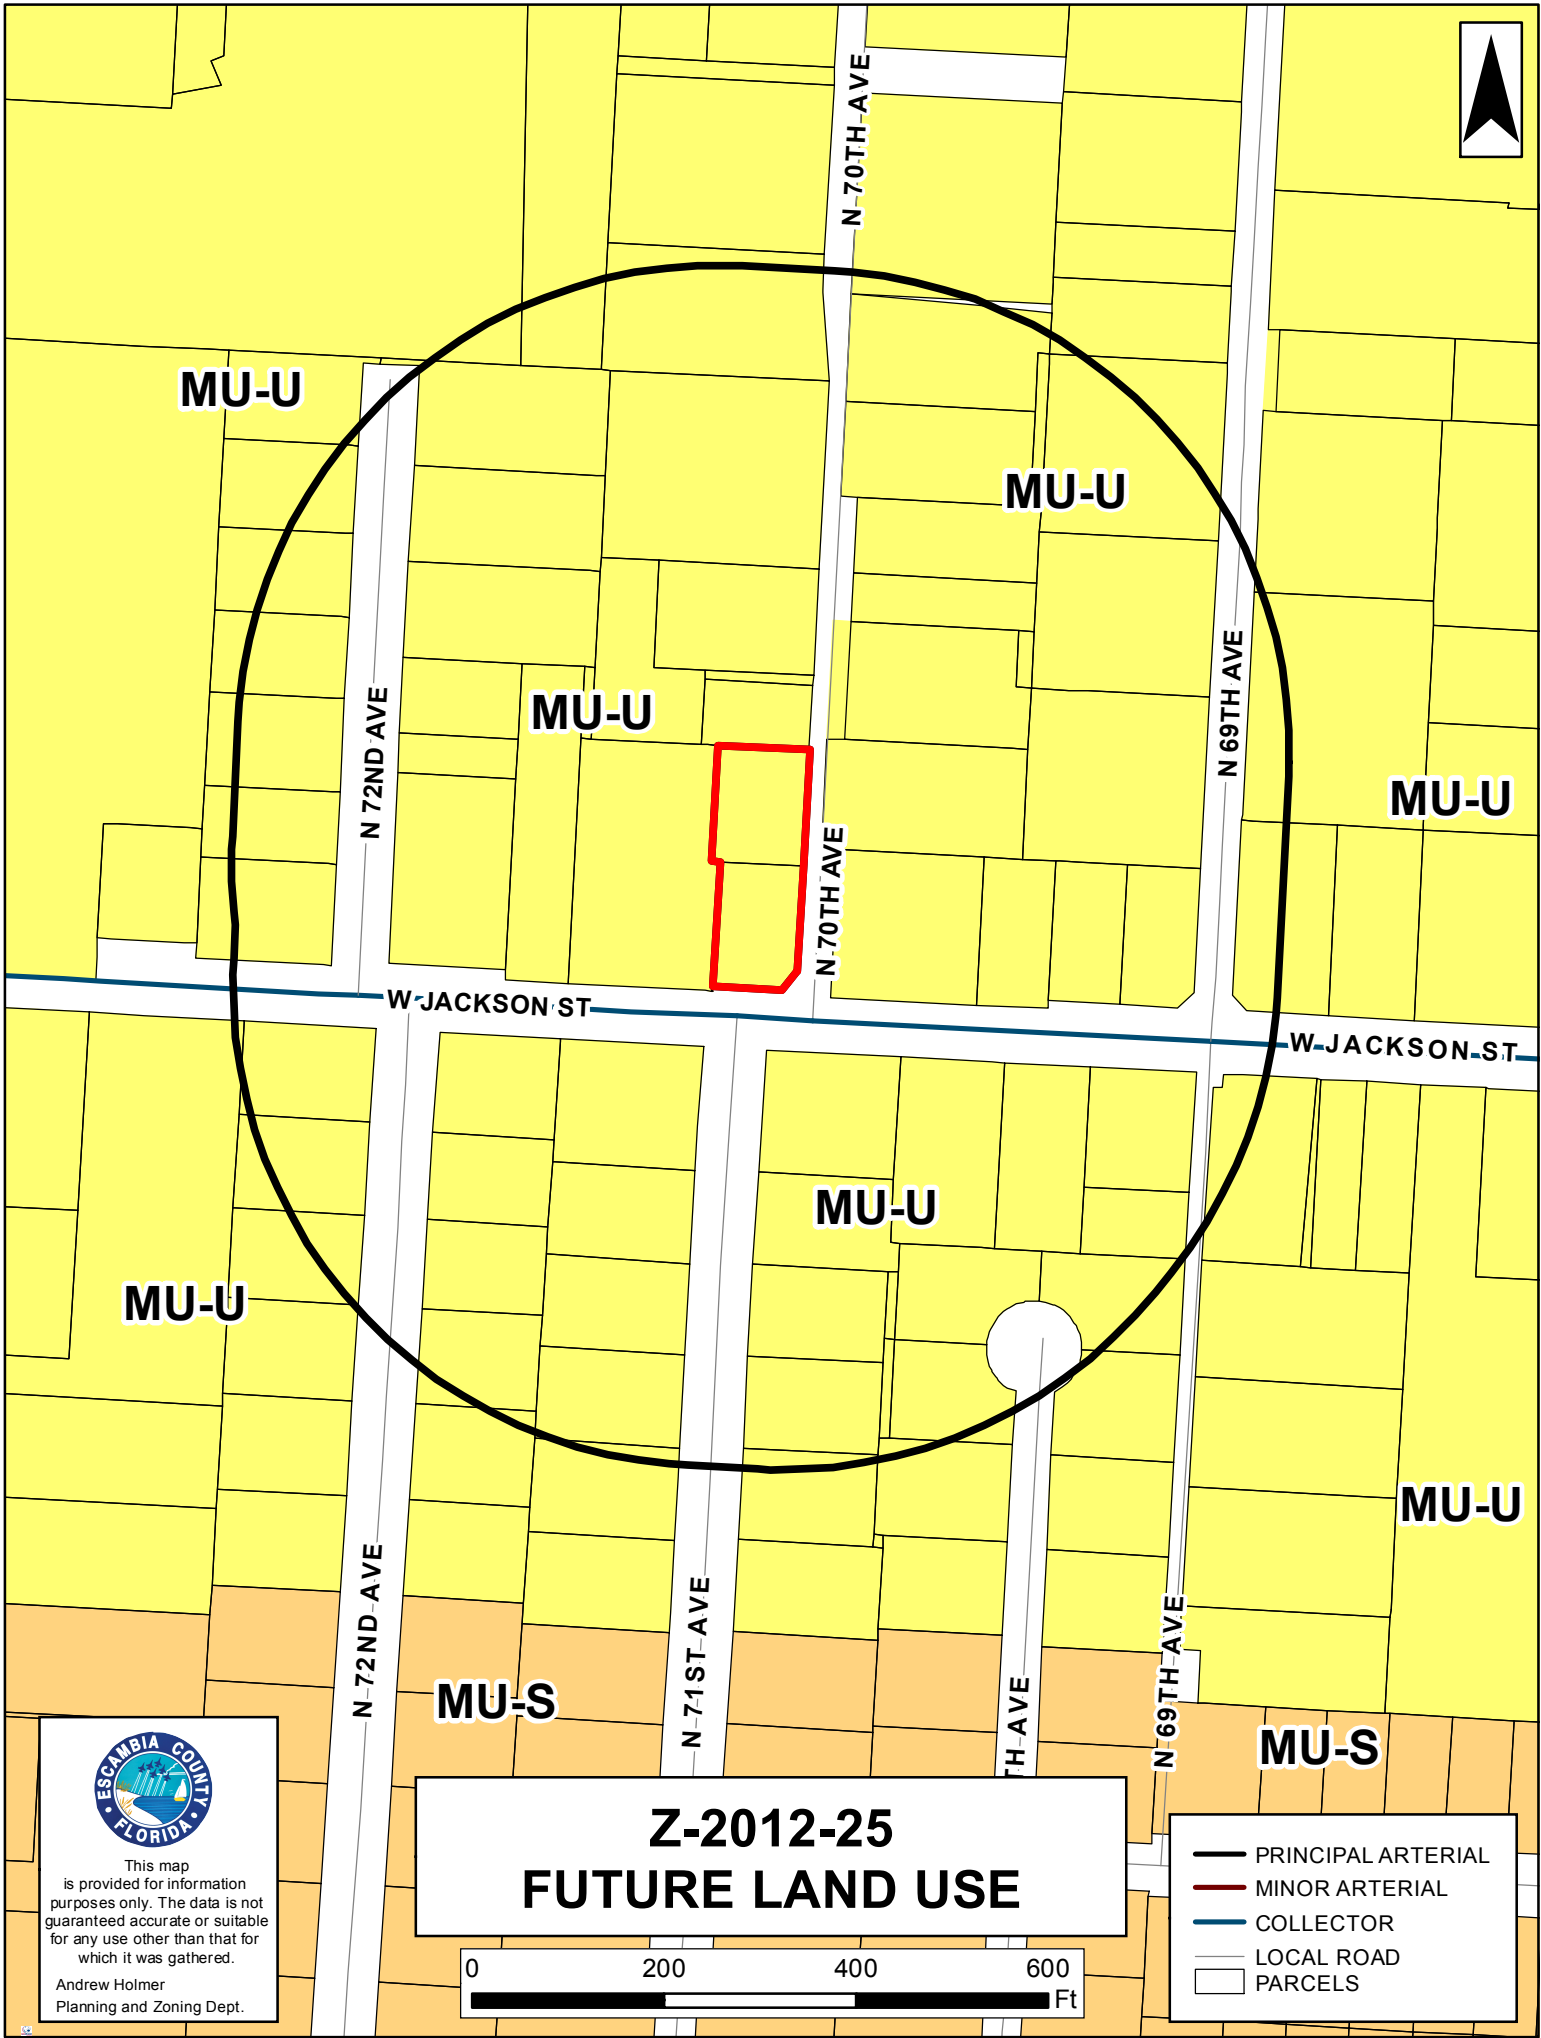 N 70TH AVE
MU-U
MU-U
MU-U
N 69TH AVE
N 72ND AVE
MU-U
N 70TH AVE
W JACKSON ST
W JACKSON ST
MU-U
MU-U
MU-U
N 72ND AVE
N 71ST AVE
TH AVE
N 69TH AVE
MU-S
MU-S
ESCAMBIA COUNTY
FLORIDA
This map
is provided for information
purposes only. The data is not
guaranteed accurate or suitable
for any use other than that for
which it was gathered.
Andrew Holmer
Planning and Zoning Dept.
Z-2012-25
FUTURE LAND USE
0 200 400 600
Ft
PRINCIPAL ARTERIAL
MINOR ARTERIAL
COLLECTOR
LOCAL ROAD
PARCELS